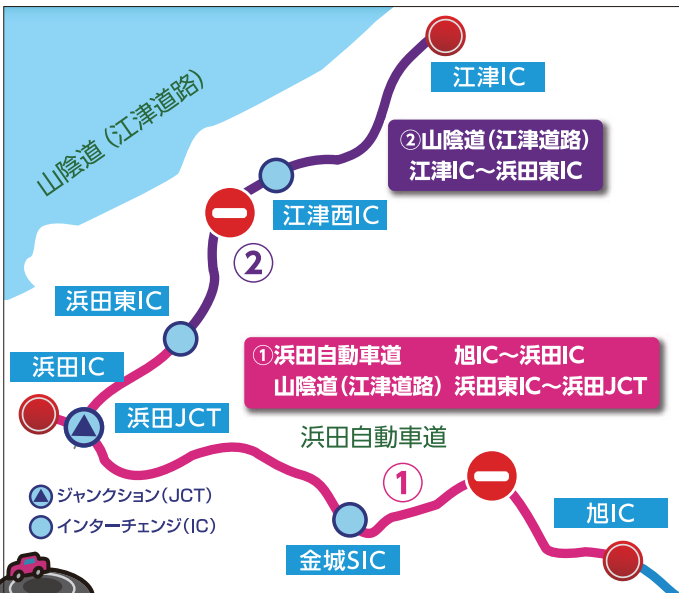 江津IC
山陰道(江津道路)
②山陰道(江津道路)
江津IC〜浜田東IC
江津西IC
②
浜田東IC
①浜田自動車道 旭IC〜浜田IC
山陰道(江津道路) 浜田東IC〜浜田JCT
浜田IC
浜田JCT
浜田自動車道
①
ジャンクション(JCT)
インターチェンジ(IC)
旭IC
金城SIC